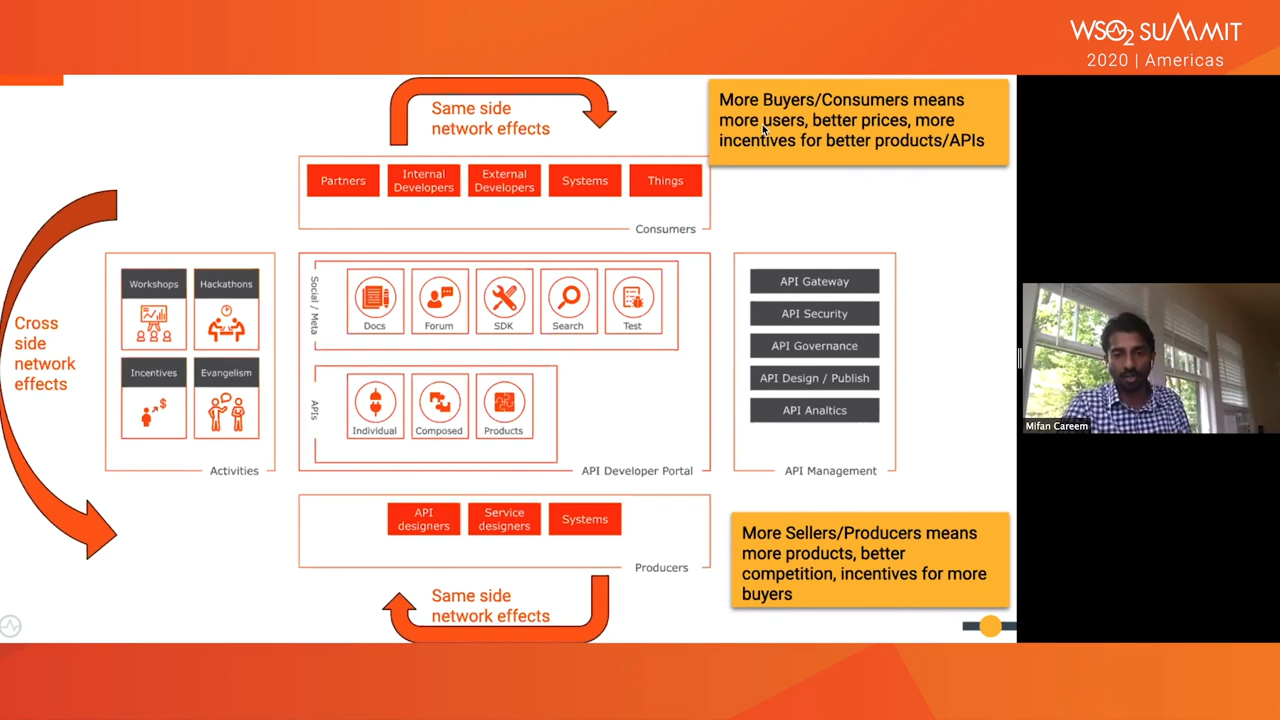 WSO2 SUMMIT
2020 | Americas
Same side
network effects
More Buyers/Consumers means
more users, better prices, more
incentives for better products/APIs
Partners
Internal
Developers
External
Developers
Systems
Things
Consumers
Cross
side
network
effects
Workshops
Hackathons
Incentives
Evangelism
$
Activities
Social / Meta
Docs
Forum
SDK
Search
Test
APIs
Individual
Composed
Products
API Developer Portal
API Gateway
API Security
API Governance
API Design / Publish
API Analtics
API Management
Mifan Careem
API
designers
Service
designers
Systems
Producers
More Sellers/Producers means
more products, better
competition, incentives for more
buyers
Same side
network effects